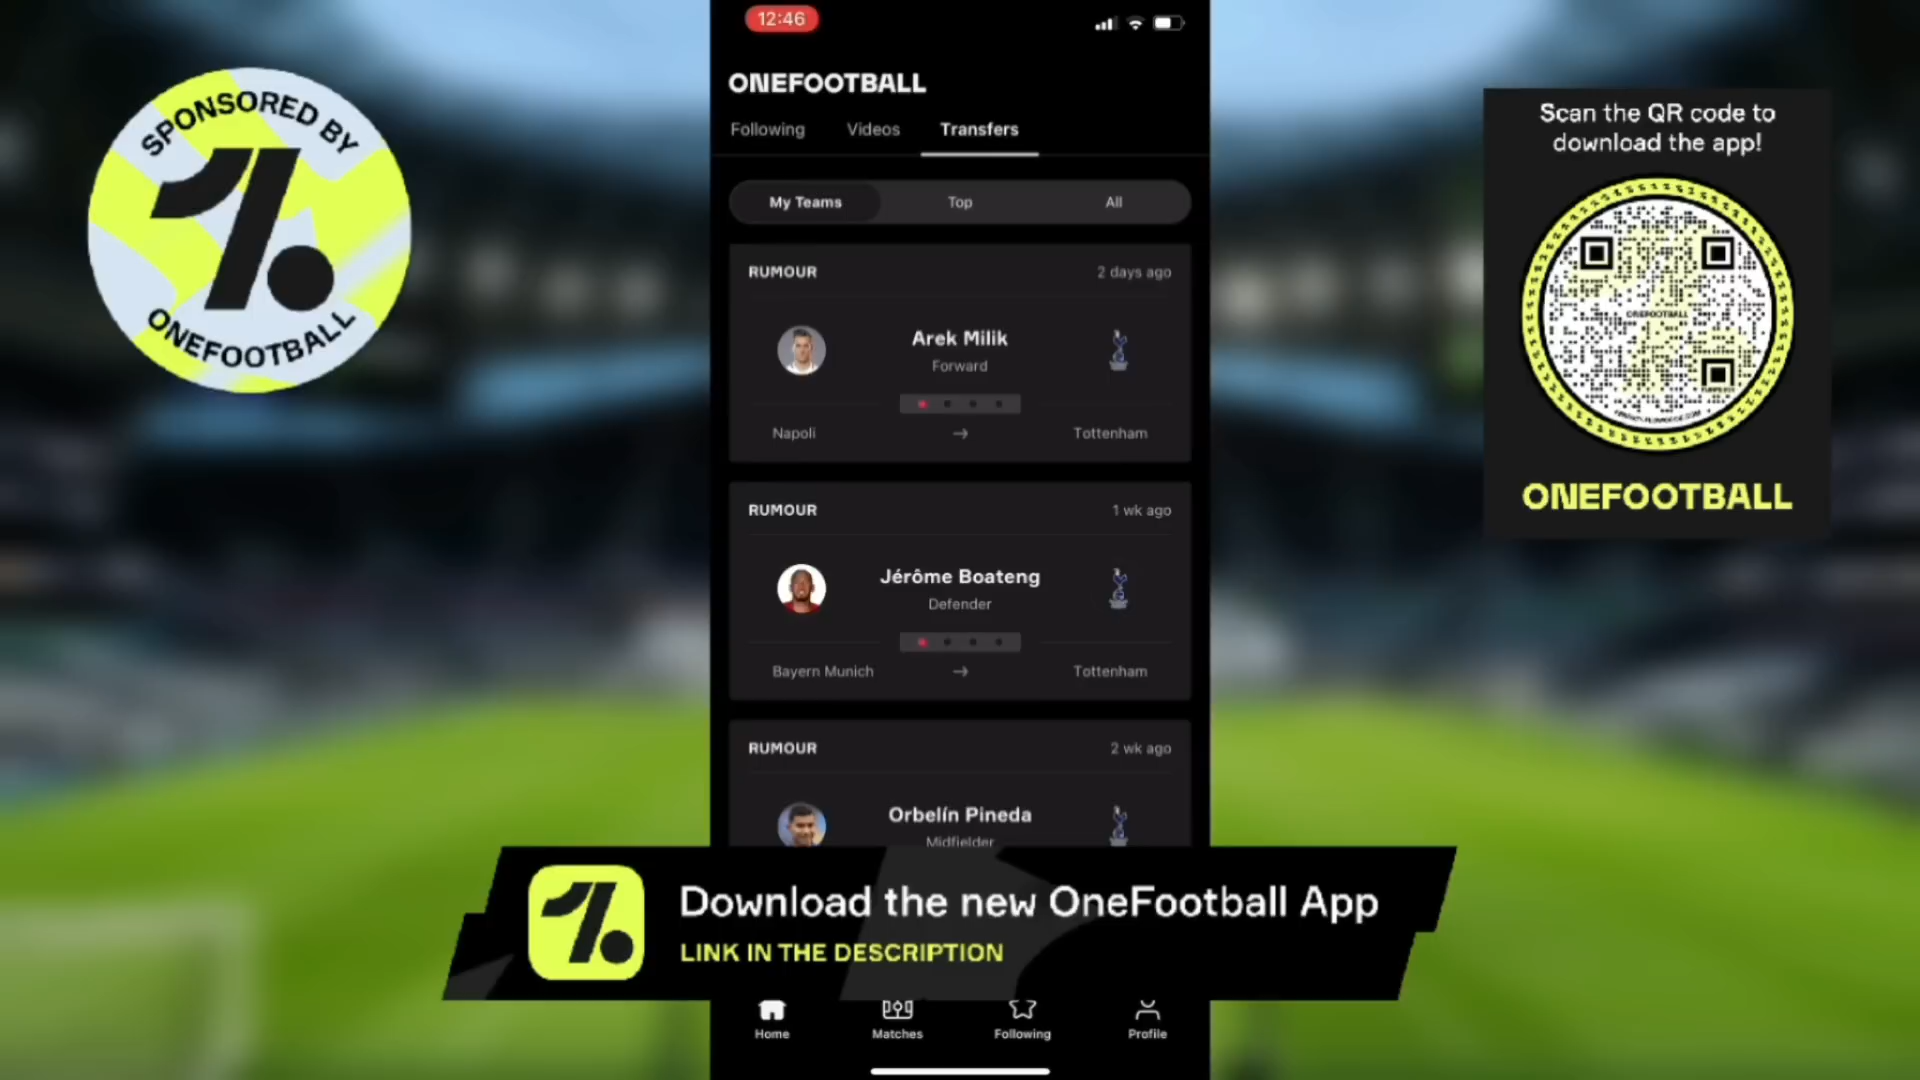 SPONSORED BY
ONEFOOTBALL
12:46
ONEFOOTBALL
Following Videos Transfers
My Teams Top All
RUMOUR 2 days ago
Arek Milik
Forward
Napoli → Tottenham
RUMOUR 1 wk ago
Jérôme Boateng
Defender
Bayern Munich → Tottenham
RUMOUR 2 wk ago
Orbelín Pineda
Midfielder
Scan the QR code to
download the app!
ONEFOOTBALL
ONEFOOTBALL
Download the new OneFootball App
LINK IN THE DESCRIPTION
Home Matches Following Profile